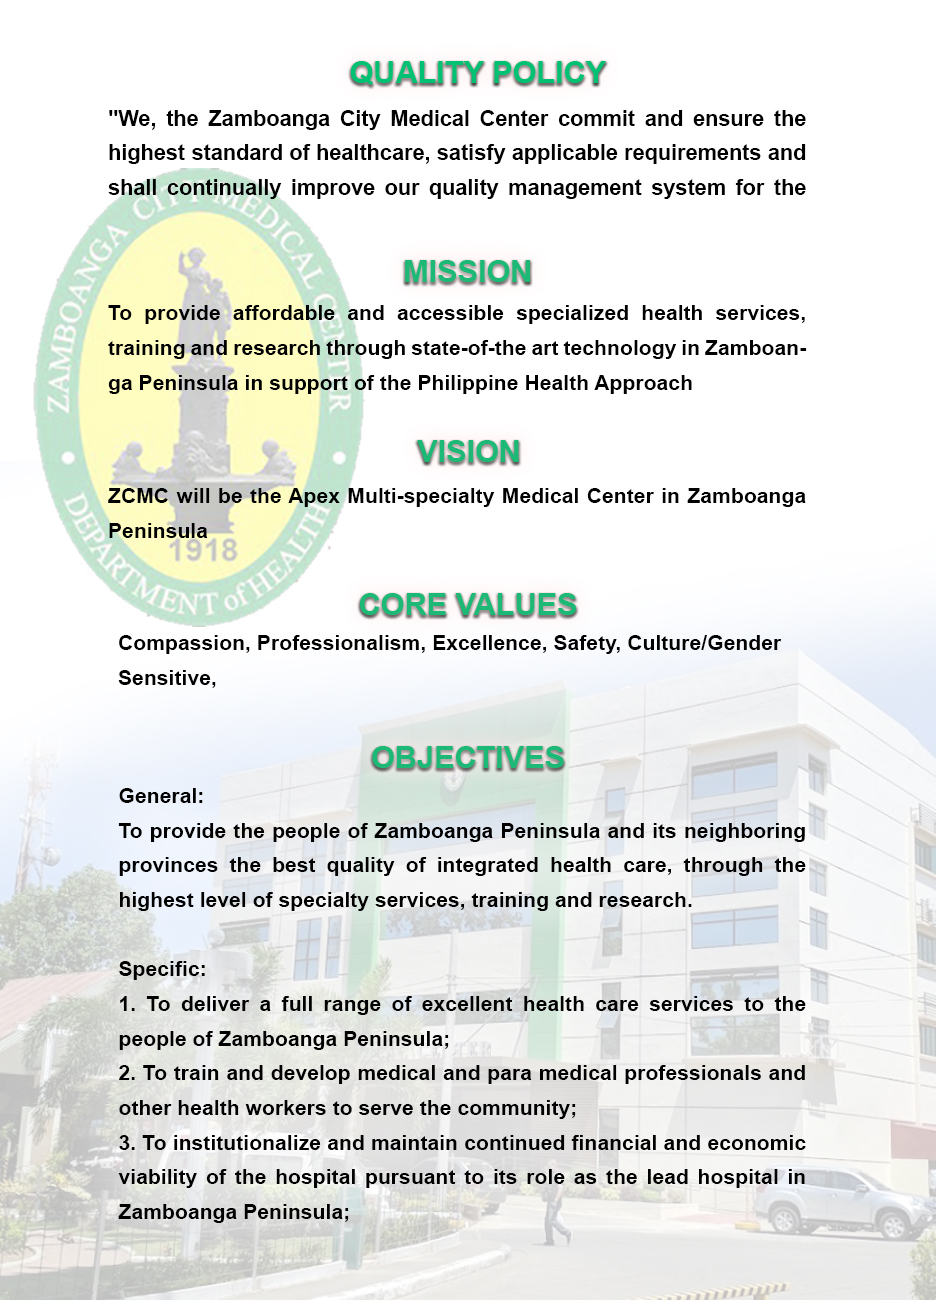 QUALITY POLICY
"We, the Zamboanga City Medical Center commit and ensure the
highest standard of healthcare, satisfy applicable requirements and
shall continually improve our quality management system for the
ZAMBOANGA CITY MEDICAL CENTER
MISSION
To provide affordable and accessible specialized health services,
training and research through state-of-the art technology in Zamboan-
ga Peninsula in support of the Philippine Health Approach
VISION
ZCMC will be the Apex Multi-specialty Medical Center in Zamboanga
Peninsula
1918
DEPARTMENT of HEALTH
CORE VALUES
Compassion, Professionalism, Excellence, Safety, Culture/Gender
Sensitive,
OBJECTIVES
General:
To provide the people of Zamboanga Peninsula and its neighboring
provinces the best quality of integrated health care, through the
highest level of specialty services, training and research.
Specific:
1. To deliver a full range of excellent health care services to the
people of Zamboanga Peninsula;
2. To train and develop medical and para medical professionals and
other health workers to serve the community;
3. To institutionalize and maintain continued financial and economic
viability of the hospital pursuant to its role as the lead hospital in
Zamboanga Peninsula;